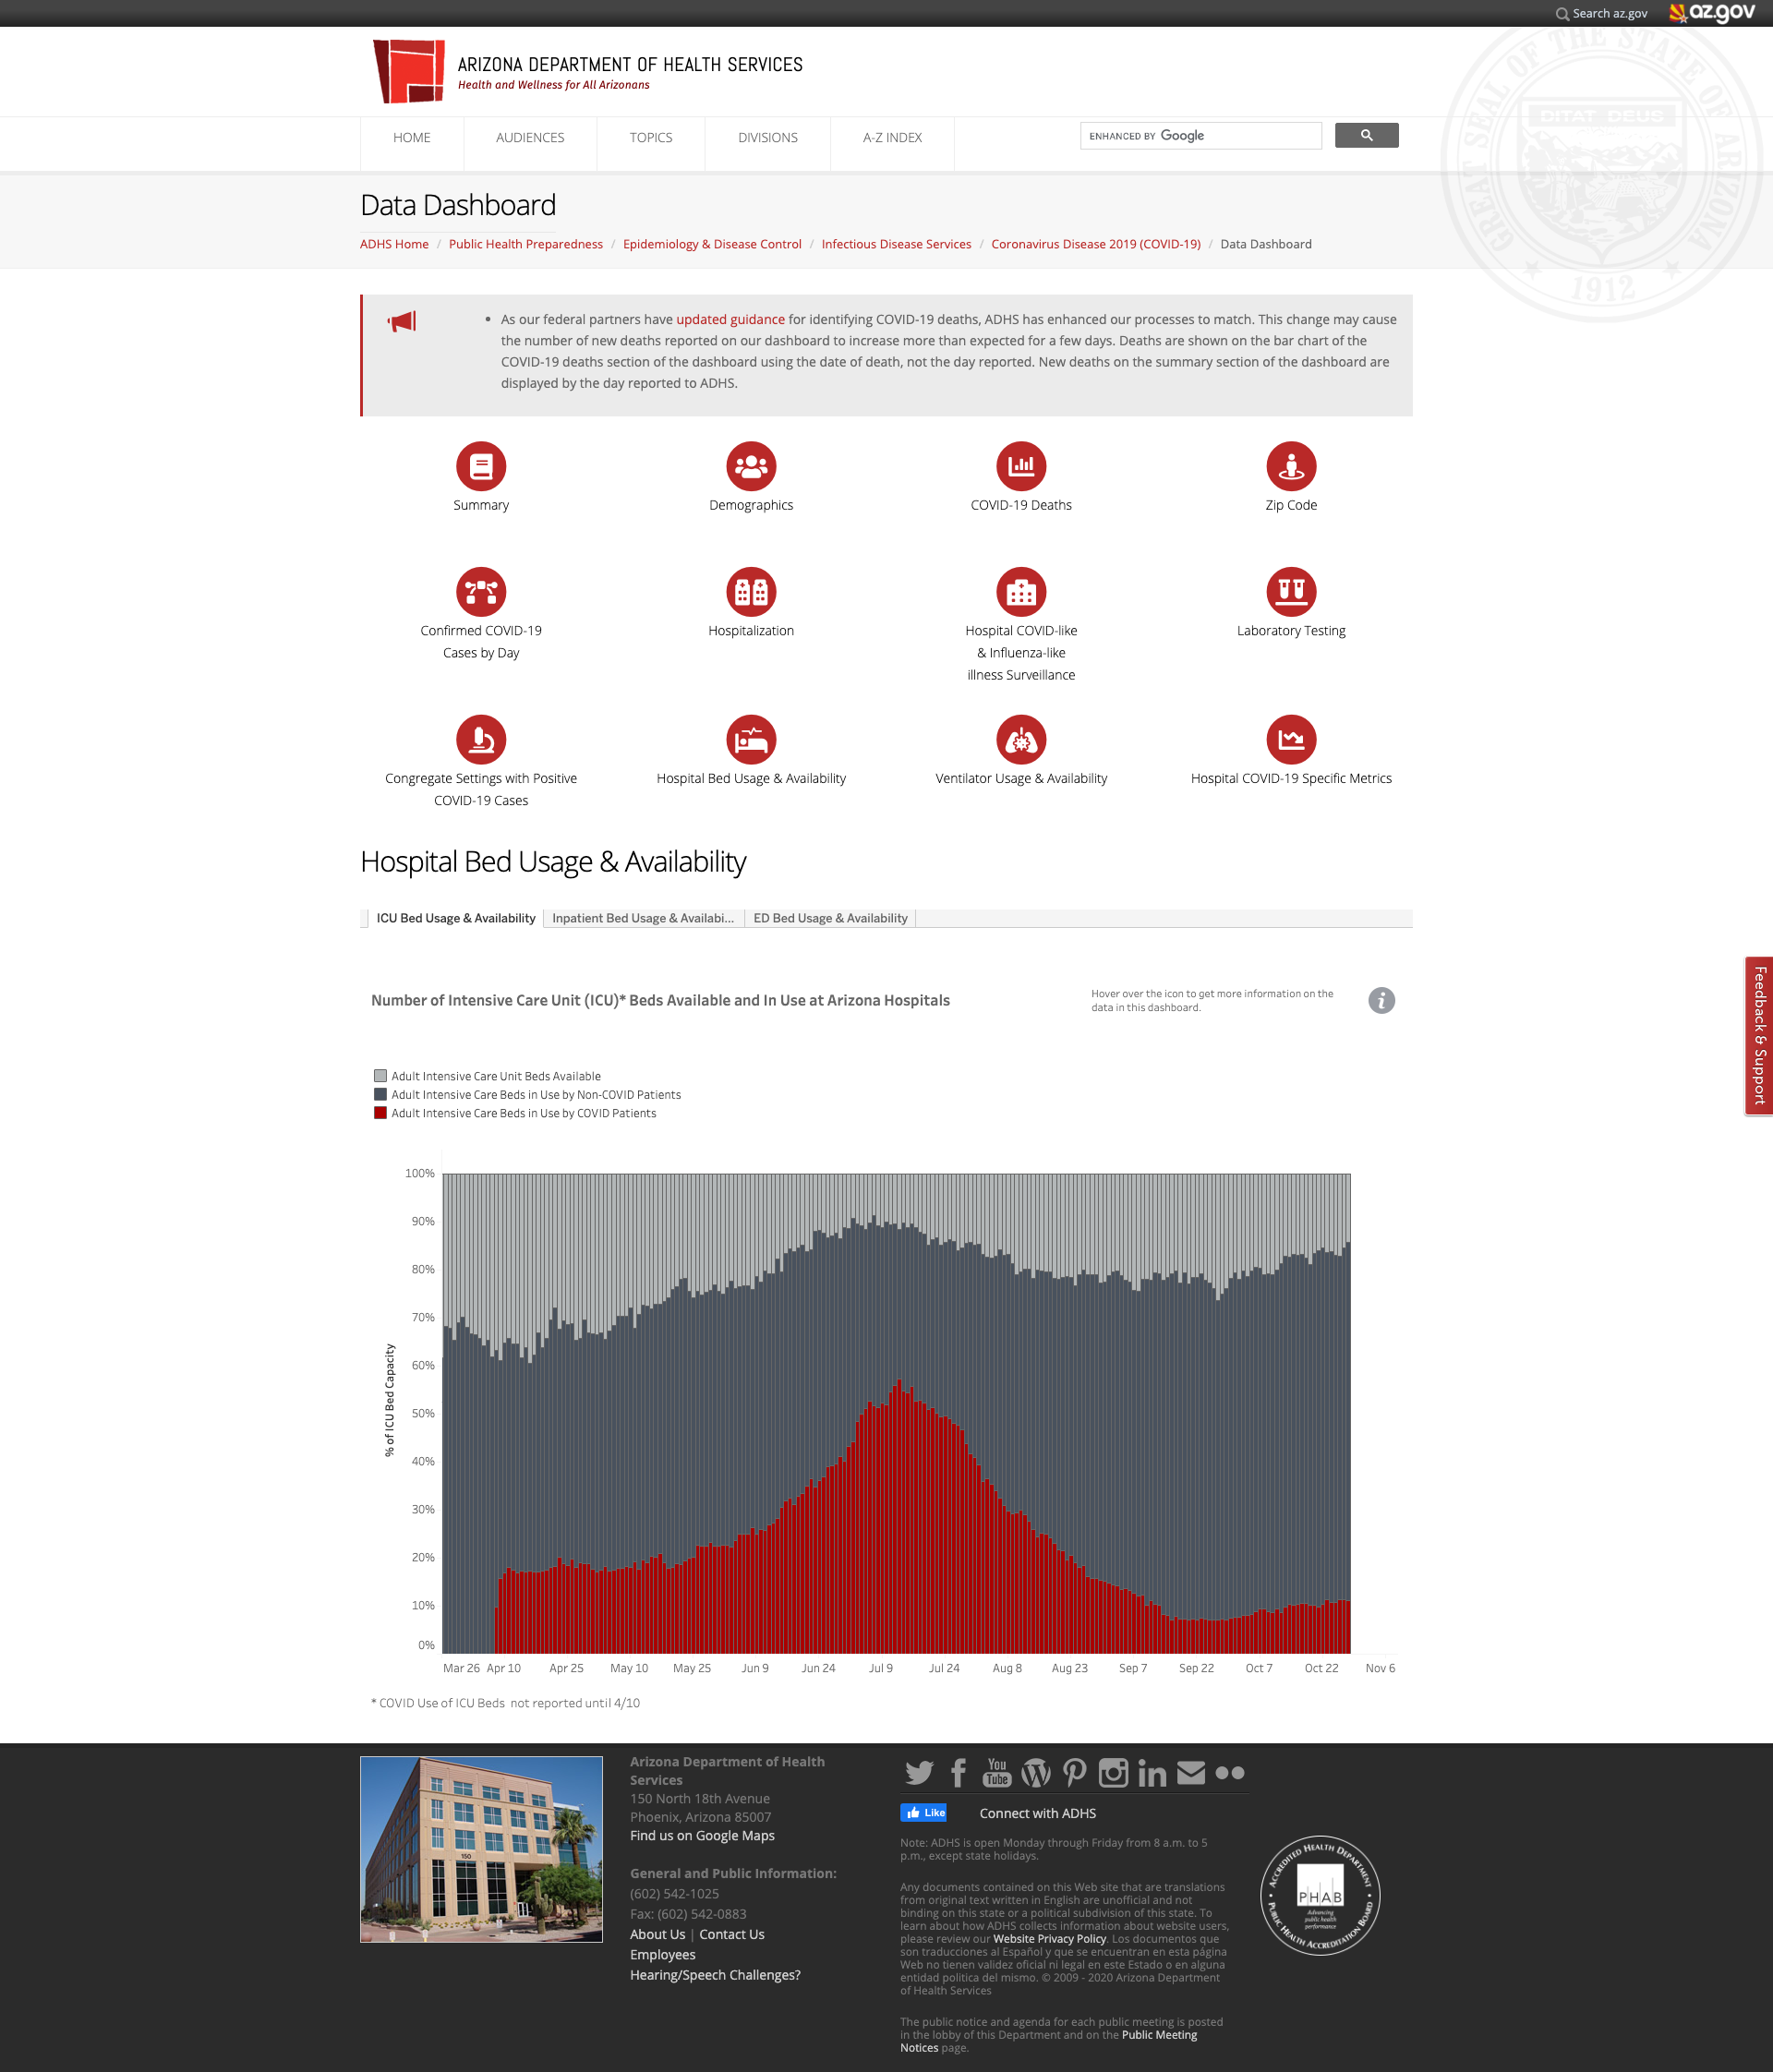 Search az.gov
az.gov
GREAT SEAL OF THE STATE OF ARIZONA
DITAT DEUS
1912
ARIZONA DEPARTMENT OF HEALTH SERVICES
Health and Wellness for All Arizonans
HOME AUDIENCES TOPICS DIVISIONS A-Z INDEX
ENHANCED BY Google
Data Dashboard
ADHS Home / Public Health Preparedness / Epidemiology & Disease Control / Infectious Disease Services / Coronavirus Disease 2019 (COVID-19) / Data Dashboard
• As our federal partners have updated guidance for identifying COVID-19 deaths, ADHS has enhanced our processes to match. This change may cause
the number of new deaths reported on our dashboard to increase more than expected for a few days. Deaths are shown on the bar chart of the
COVID-19 deaths section of the dashboard using the date of death, not the day reported. New deaths on the summary section of the dashboard are
displayed by the day reported to ADHS.
Summary
Demographics
COVID-19 Deaths
Zip Code
Confirmed COVID-19
Cases by Day
Hospitalization
Hospital COVID-like
& Influenza-like
illness Surveillance
Laboratory Testing
Congregate Settings with Positive
COVID-19 Cases
Hospital Bed Usage & Availability
Ventilator Usage & Availability
Hospital COVID-19 Specific Metrics
Hospital Bed Usage & Availability
ICU Bed Usage & Availability
Inpatient Bed Usage & Availabi...
ED Bed Usage & Availability
Feedback & Support
Number of Intensive Care Unit (ICU)* Beds Available and In Use at Arizona Hospitals
Hover over the icon to get more information on the
data in this dashboard.
i
Adult Intensive Care Unit Beds Available
Adult Intensive Care Beds in Use by Non-COVID Patients
Adult Intensive Care Beds in Use by COVID Patients
% of ICU Bed Capacity
100%
90%
80%
70%
60%
50%
40%
30%
20%
10%
0%
Mar 26 Apr 10 Apr 25 May 10 May 25 Jun 9 Jun 24 Jul 9 Jul 24 Aug 8 Aug 23 Sep 7 Sep 22 Oct 7 Oct 22 Nov 6
* COVID Use of ICU Beds not reported until 4/10
150
Arizona Department of Health
Services
150 North 18th Avenue
Phoenix, Arizona 85007
Find us on Google Maps
General and Public Information:
(602) 542-1025
Fax: (602) 542-0883
About Us | Contact Us
Employees
Hearing/Speech Challenges?
You
Tube
Like
Connect with ADHS
Note: ADHS is open Monday through Friday from 8 a.m. to 5
p.m., except state holidays.
Any documents contained on this Web site that are translations
from original text written in English are unofficial and not
binding on this state or a political subdivision of this state. To
learn about how ADHS collects information about website users,
please review our Website Privacy Policy. Los documentos que
son traducciones al Español y que se encuentran en esta página
Web no tienen validez oficial ni legal en este Estado o en alguna
entidad politica del mismo. © 2009 - 2020 Arizona Department
of Health Services
The public notice and agenda for each public meeting is posted
in the lobby of this Department and on the Public Meeting
Notices page.
ACCREDITED HEALTH DEPARTMENT
PHAB
Advancing
public health
performance
PUBLIC HEALTH ACCREDITATION BOARD